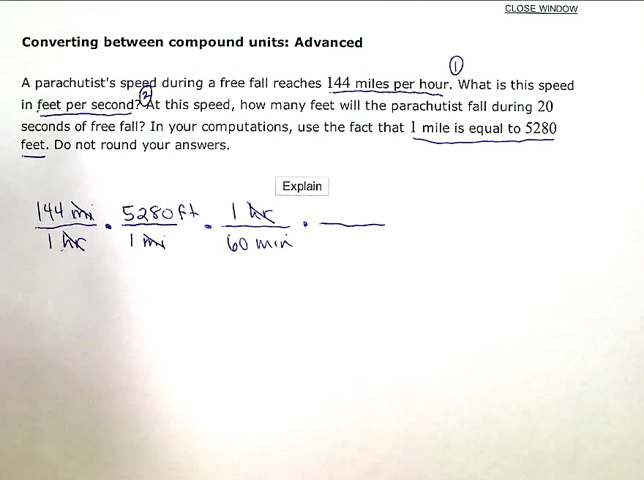 CLOSE WINDOW
Converting between compound units: Advanced
①
A parachutist's speed during a free fall reaches 144 miles per hour. What is this speed
②
in feet per second? At this speed, how many feet will the parachutist fall during 20
seconds of free fall? In your computations, use the fact that 1 mile is equal to 5280
feet. Do not round your answers.
Explain
144 mi · 5280 ft · 1 hr ·
1 hr 1 mi 60 min